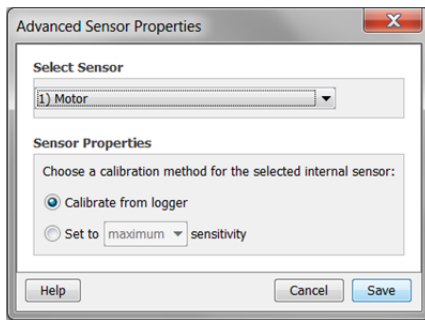 Advanced Sensor Properties
Select Sensor
1) Motor
Sensor Properties
Choose a calibration method for the selected internal sensor:
Calibrate from logger
Set to maximum sensitivity
Help Cancel Save